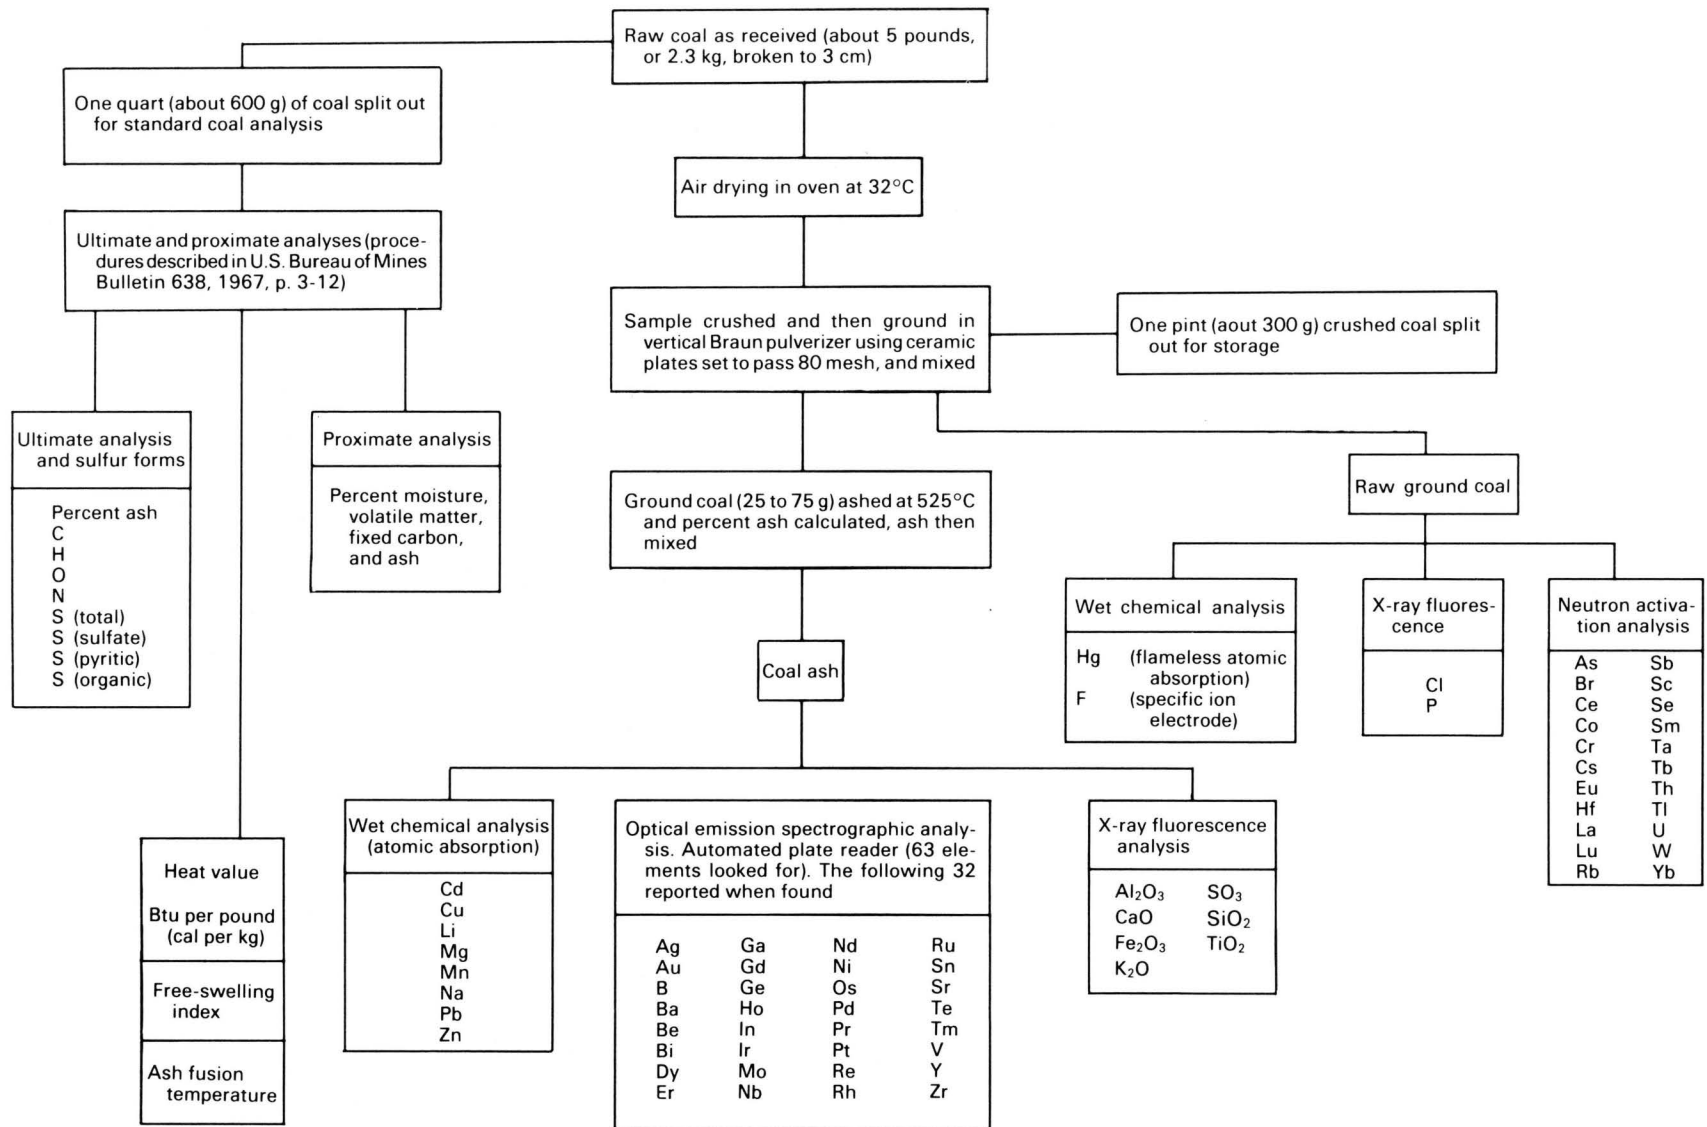 Raw coal as received (about 5 pounds,
or 2.3 kg, broken to 3 cm)
One quart (about 600 g) of coal split out
for standard coal analysis
Air drying in oven at 32°C
Ultimate and proximate analyses (proce-
dures described in U.S. Bureau of Mines
Bulletin 638, 1967, p. 3-12)
Sample crushed and then ground in
vertical Braun pulverizer using ceramic
plates set to pass 80 mesh, and mixed
One pint (aout 300 g) crushed coal split
out for storage
Ultimate analysis
and sulfur forms
Percent ash
C
H
O
N
S (total)
S (sulfate)
S (pyritic)
S (organic)
Proximate analysis
Percent moisture,
volatile matter,
fixed carbon,
and ash
Ground coal (25 to 75 g) ashed at 525°C
and percent ash calculated, ash then
mixed
Raw ground coal
Wet chemical analysis
Hg (flameless atomic
absorption)
F (specific ion
electrode)
X-ray fluores-
cence
Cl
P
Neutron activa-
tion analysis
As Sb
Br Sc
Ce Se
Co Sm
Cr Ta
Cs Tb
Eu Th
Hf Tl
La U
Lu W
Rb Yb
Coal ash
Heat value
Btu per pound
(cal per kg)
Free-swelling
index
Ash fusion
temperature
Wet chemical analysis
(atomic absorption)
Cd
Cu
Li
Mg
Mn
Na
Pb
Zn
Optical emission spectrographic analy-
sis. Automated plate reader (63 ele-
ments looked for). The following 32
reported when found
Ag Ga Nd Ru
Au Gd Ni Sn
B Ge Os Sr
Ba Ho Pd Te
Be In Pr Tm
Bi Ir Pt V
Dy Mo Re Y
Er Nb Rh Zr
X-ray fluorescence
analysis
Al₂O₃ SO₃
CaO SiO₂
Fe₂O₃ TiO₂
K₂O